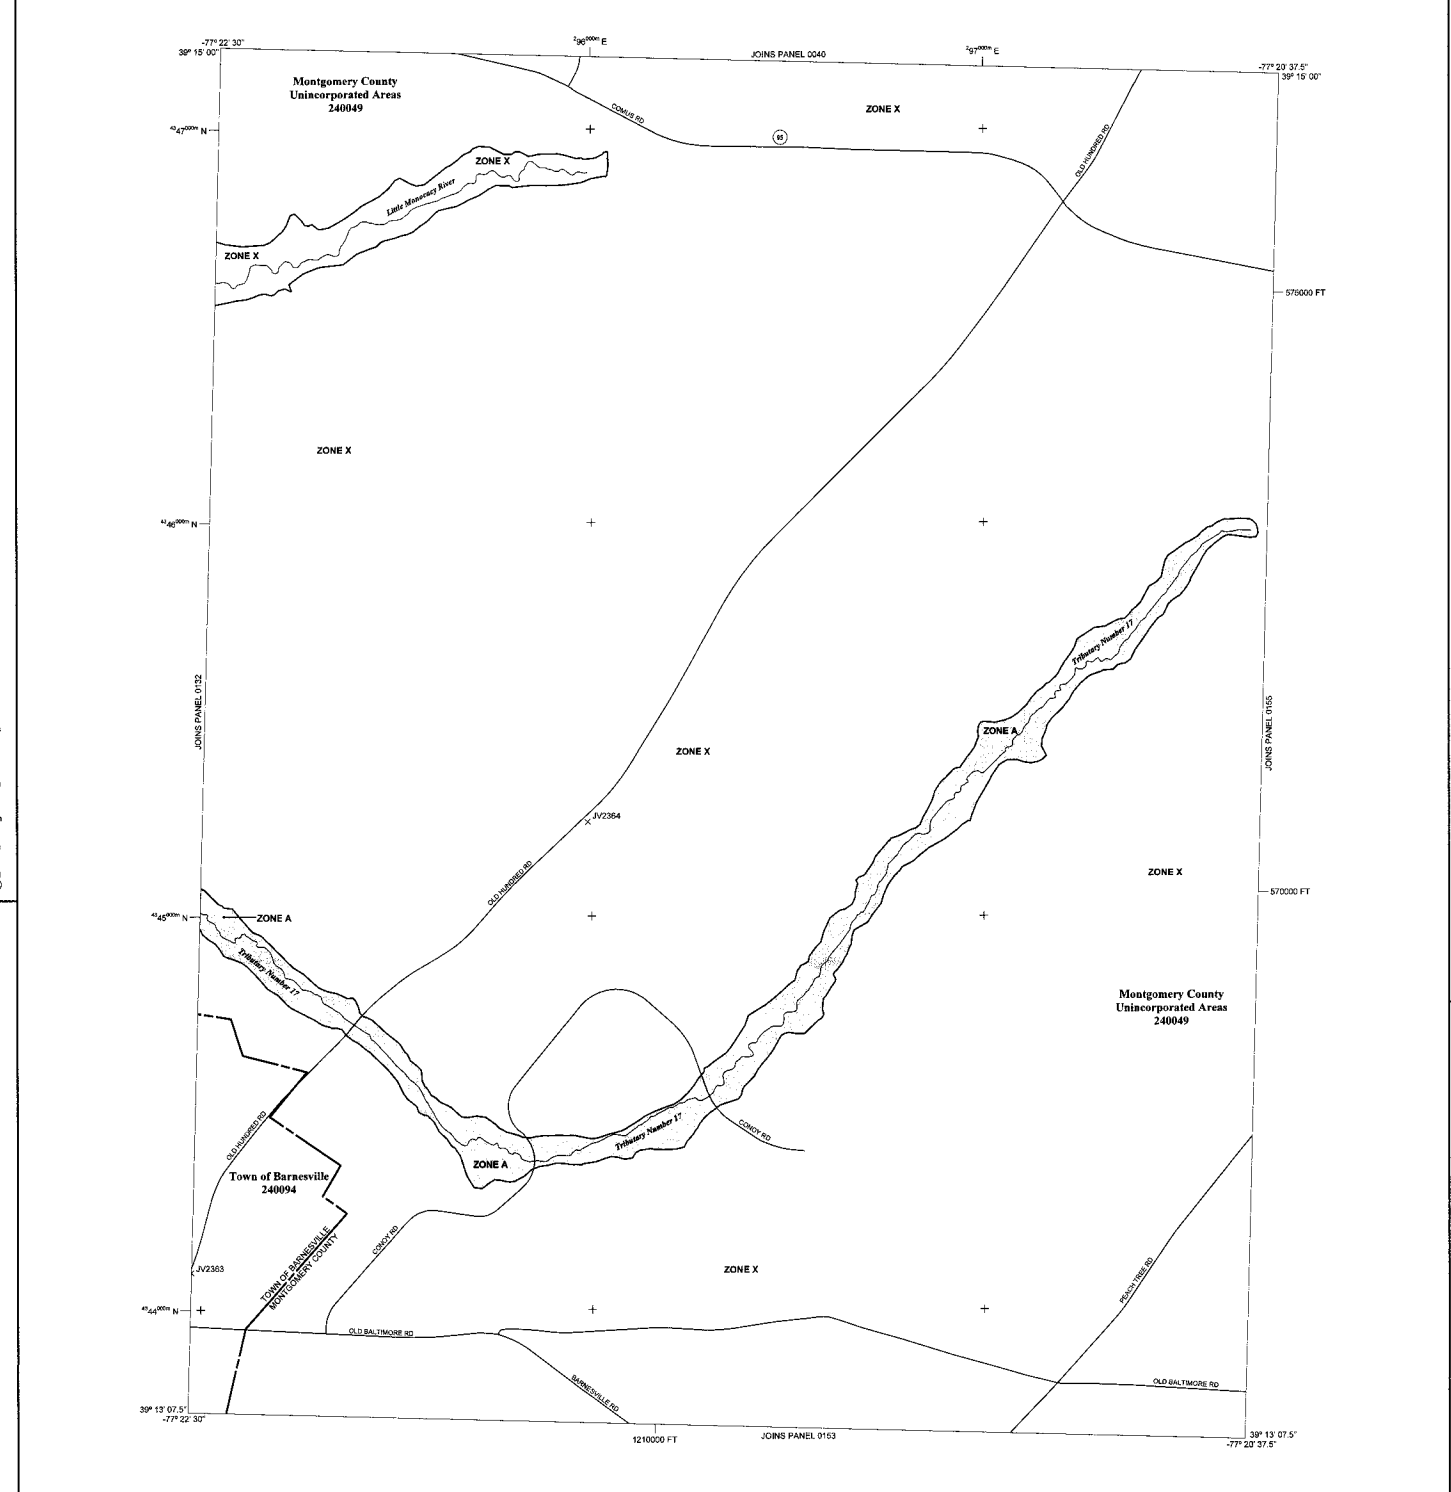 -77° 22' 30"
39° 15' 00"
²96⁰⁰⁰ᵐ E
JOINS PANEL 0040
²97⁰⁰⁰ᵐ E
-77° 20' 37.5"
39° 15' 00"
Montgomery County
Unincorporated Areas
240049
ZONE X
COMUS RD
95
OLD HUNDRED RD
⁴³47⁰⁰⁰ᵐ N
ZONE X
Little Monocacy River
ZONE X
575000 FT
ZONE X
⁴³46⁰⁰⁰ᵐ N
Tributary Number 17
JOINS PANEL 0132
JOINS PANEL 0155
ZONE A
ZONE X
JV2364
OLD HUNDRED RD
ZONE X
570000 FT
⁴³45⁰⁰⁰ᵐ N
ZONE A
Tributary Number 17
Montgomery County
Unincorporated Areas
240049
OLD HUNDRED RD
Tributary Number 17
CONOY RD
ZONE A
Town of Barnesville
240094
CONOY RD
TOWN OF BARNESVILLE
MONTGOMERY COUNTY
JV2363
ZONE X
PEACH TREE RD
⁴³44⁰⁰⁰ᵐ N
OLD BALTIMORE RD
BARNESVILLE RD
OLD BALTIMORE RD
39° 13' 07.5"
-77° 22' 30"
1210000 FT
JOINS PANEL 0153
39° 13' 07.5"
-77° 20' 37.5"